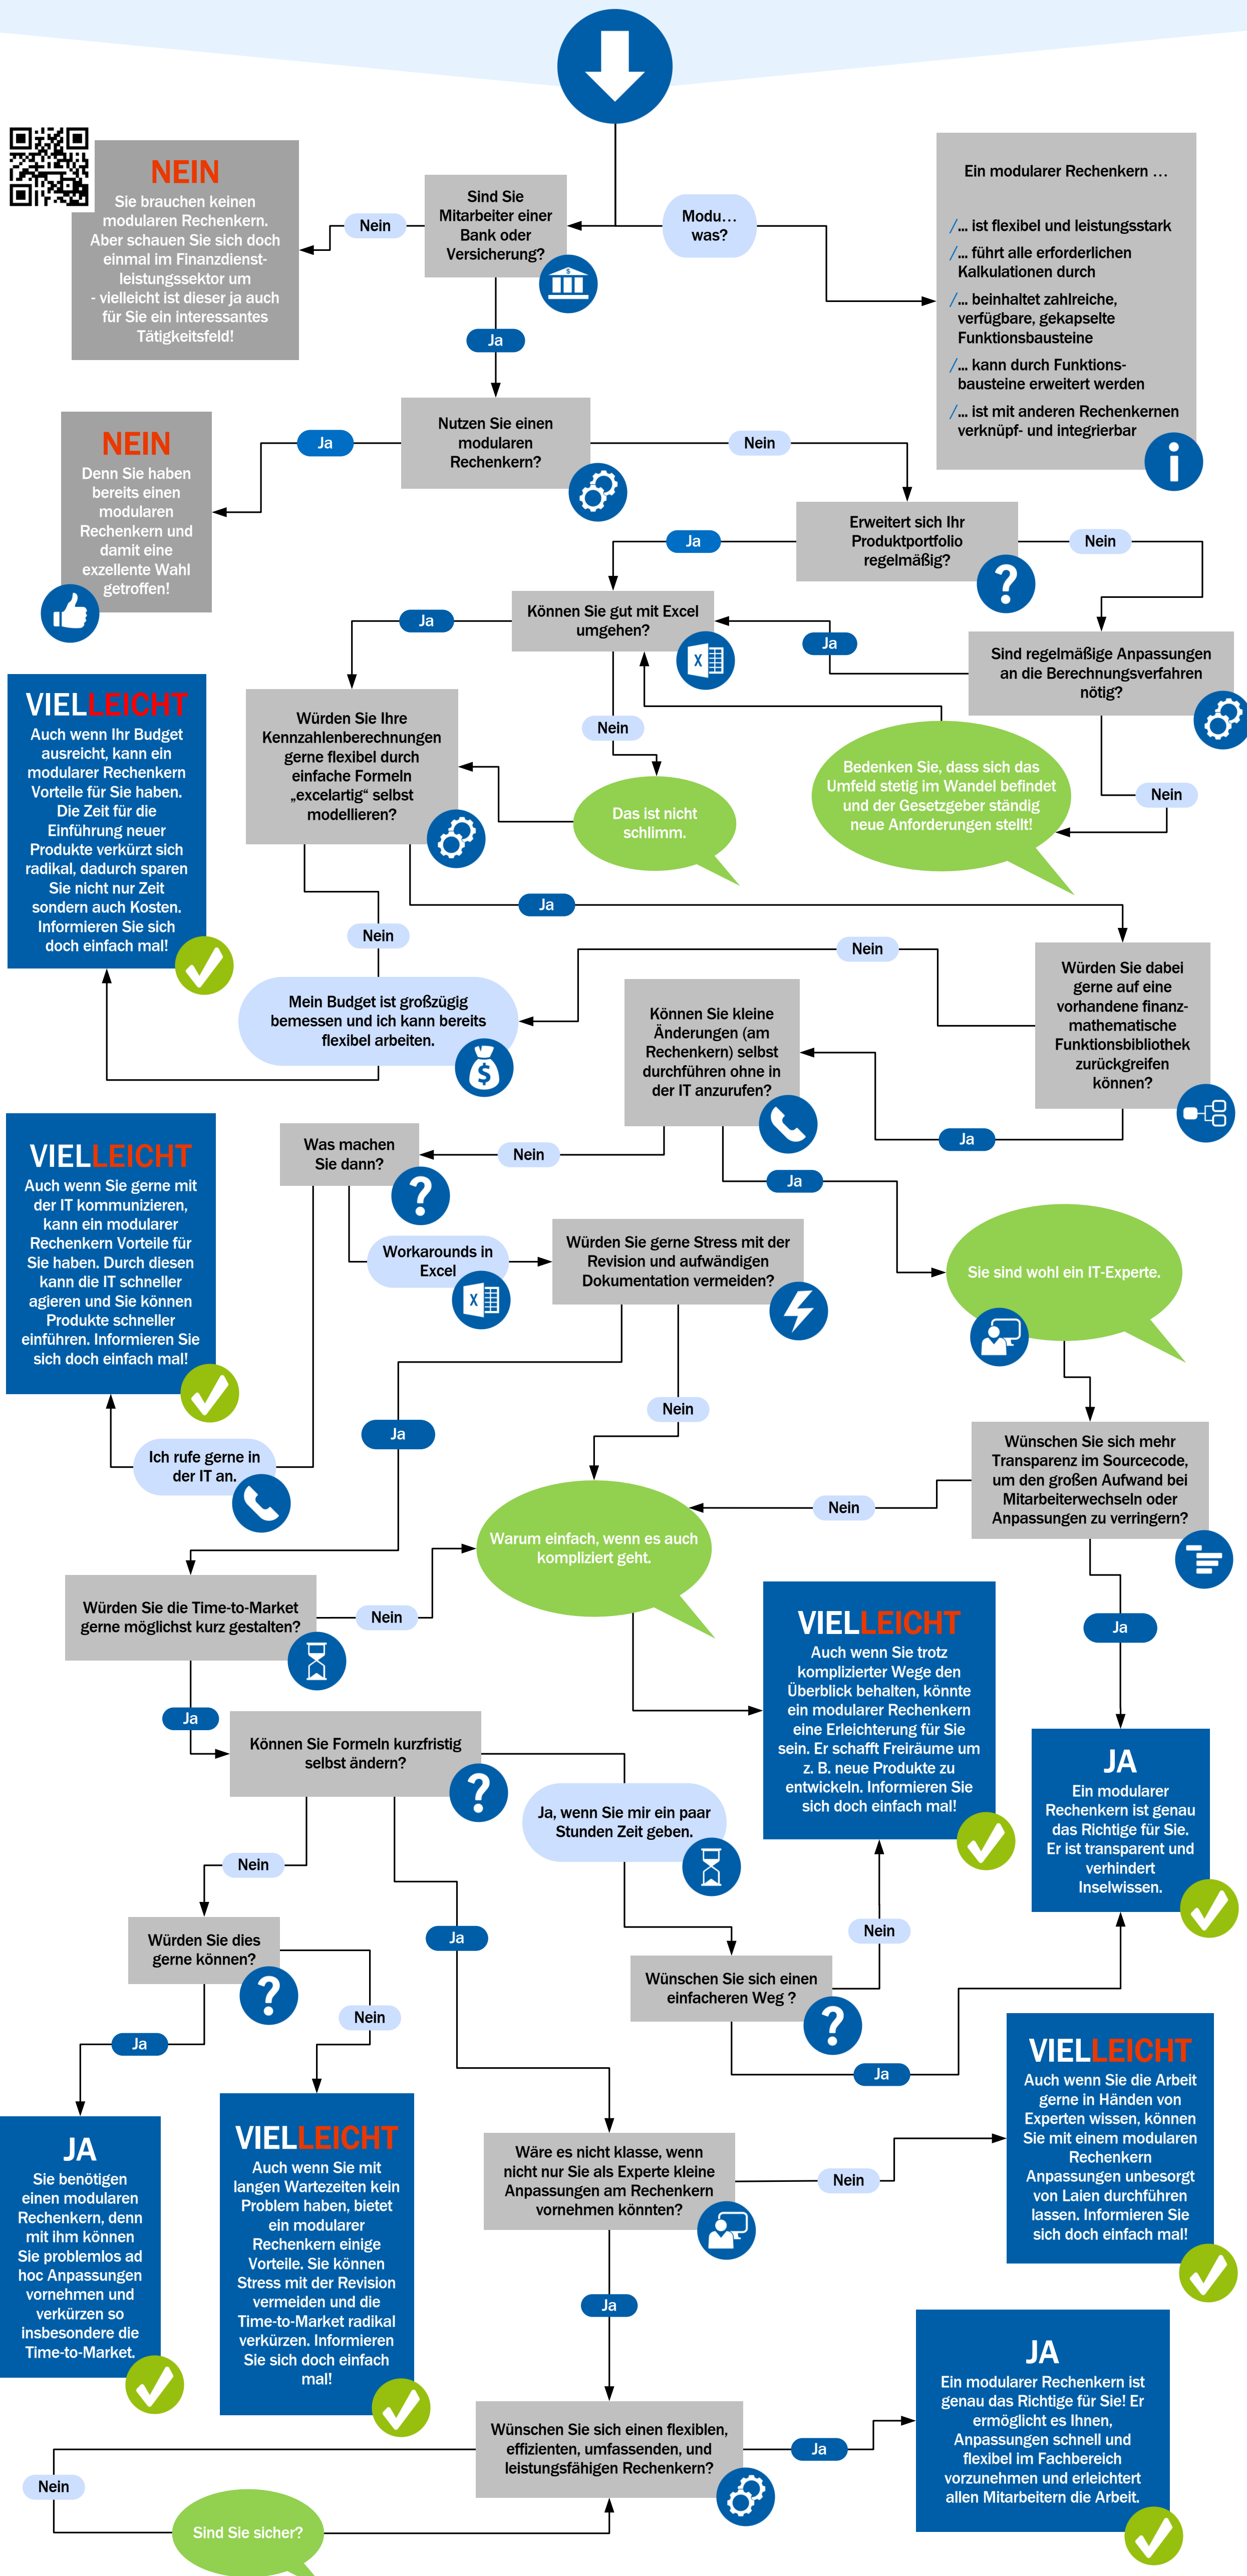 NEIN
Sie brauchen keinen
modularen Rechenkern.
Aber schauen Sie sich doch
einmal im Finanzdienst-
leistungssektor um
- vielleicht ist dieser ja auch
für Sie ein interessantes
Tätigkeitsfeld!
Nein
Sind Sie
Mitarbeiter einer
Bank oder
Versicherung?
$
Modu…
was?
Ein modularer Rechenkern …
/... ist flexibel und leistungsstark
/... führt alle erforderlichen
Kalkulationen durch
/... beinhaltet zahlreiche,
verfügbare, gekapselte
Funktionsbausteine
/... kann durch Funktions-
bausteine erweitert werden
/... ist mit anderen Rechenkernen
verknüpf- und integrierbar
i
Ja
NEIN
Denn Sie haben
bereits einen
modularen
Rechenkern und
damit eine
exzellente Wahl
getroffen!
Ja
Nutzen Sie einen
modularen
Rechenkern?
Nein
Ja
Erweitert sich Ihr
Produktportfolio
regelmäßig?
?
Nein
Ja
Können Sie gut mit Excel
umgehen?
X
Ja
Sind regelmäßige Anpassungen
an die Berechnungsverfahren
nötig?
VIELLEICHT
Auch wenn Ihr Budget
ausreicht, kann ein
modularer Rechenkern
Vorteile für Sie haben.
Die Zeit für die
Einführung neuer
Produkte verkürzt sich
radikal, dadurch sparen
Sie nicht nur Zeit
sondern auch Kosten.
Informieren Sie sich
doch einfach mal!
Würden Sie Ihre
Kennzahlenberechnungen
gerne flexibel durch
einfache Formeln
„excelartig“ selbst
modellieren?
Nein
Das ist nicht
schlimm.
Bedenken Sie, dass sich das
Umfeld stetig im Wandel befindet
und der Gesetzgeber ständig
neue Anforderungen stellt!
Nein
Ja
Nein
Nein
Mein Budget ist großzügig
bemessen und ich kann bereits
flexibel arbeiten.
$
Können Sie kleine
Änderungen (am
Rechenkern) selbst
durchführen ohne in
der IT anzurufen?
Würden Sie dabei
gerne auf eine
vorhandene finanz-
mathematische
Funktionsbibliothek
zurückgreifen
können?
Ja
VIELLEICHT
Auch wenn Sie gerne mit
der IT kommunizieren,
kann ein modularer
Rechenkern Vorteile für
Sie haben. Durch diesen
kann die IT schneller
agieren und Sie können
Produkte schneller
einführen. Informieren Sie
sich doch einfach mal!
Was machen
Sie dann?
?
Nein
Ja
Workarounds in
Excel
X
Würden Sie gerne Stress mit der
Revision und aufwändigen
Dokumentation vermeiden?
Sie sind wohl ein IT-Experte.
Nein
Ja
Ich rufe gerne in
der IT an.
Wünschen Sie sich mehr
Transparenz im Sourcecode,
um den großen Aufwand bei
Mitarbeiterwechseln oder
Anpassungen zu verringern?
Nein
Warum einfach, wenn es auch
kompliziert geht.
Würden Sie die Time-to-Market
gerne möglichst kurz gestalten?
Nein
VIELLEICHT
Auch wenn Sie trotz
komplizierter Wege den
Überblick behalten, könnte
ein modularer Rechenkern
eine Erleichterung für Sie
sein. Er schafft Freiräume um
z. B. neue Produkte zu
entwickeln. Informieren Sie
sich doch einfach mal!
Ja
Ja
Können Sie Formeln kurzfristig
selbst ändern?
?
Ja, wenn Sie mir ein paar
Stunden Zeit geben.
JA
Ein modularer
Rechenkern ist genau
das Richtige für Sie.
Er ist transparent und
verhindert
Inselwissen.
Nein
Würden Sie dies
gerne können?
?
Ja
Nein
Wünschen Sie sich einen
einfacheren Weg ?
?
Nein
Ja
Ja
JA
Sie benötigen
einen modularen
Rechenkern, denn
mit ihm können
Sie problemlos ad
hoc Anpassungen
vornehmen und
verkürzen so
insbesondere die
Time-to-Market.
VIELLEICHT
Auch wenn Sie mit
langen Wartezeiten kein
Problem haben, bietet
ein modularer
Rechenkern einige
Vorteile. Sie können
Stress mit der Revision
vermeiden und die
Time-to-Market radikal
verkürzen. Informieren
Sie sich doch einfach
mal!
Wäre es nicht klasse, wenn
nicht nur Sie als Experte kleine
Anpassungen am Rechenkern
vornehmen könnten?
Nein
VIELLEICHT
Auch wenn Sie die Arbeit
gerne in Händen von
Experten wissen, können
Sie mit einem modularen
Rechenkern
Anpassungen unbesorgt
von Laien durchführen
lassen. Informieren Sie
sich doch einfach mal!
Ja
Wünschen Sie sich einen flexiblen,
effizienten, umfassenden, und
leistungsfähigen Rechenkern?
Ja
JA
Ein modularer Rechenkern ist
genau das Richtige für Sie! Er
ermöglicht es Ihnen,
Anpassungen schnell und
flexibel im Fachbereich
vorzunehmen und erleichtert
allen Mitarbeitern die Arbeit.
Nein
Sind Sie sicher?